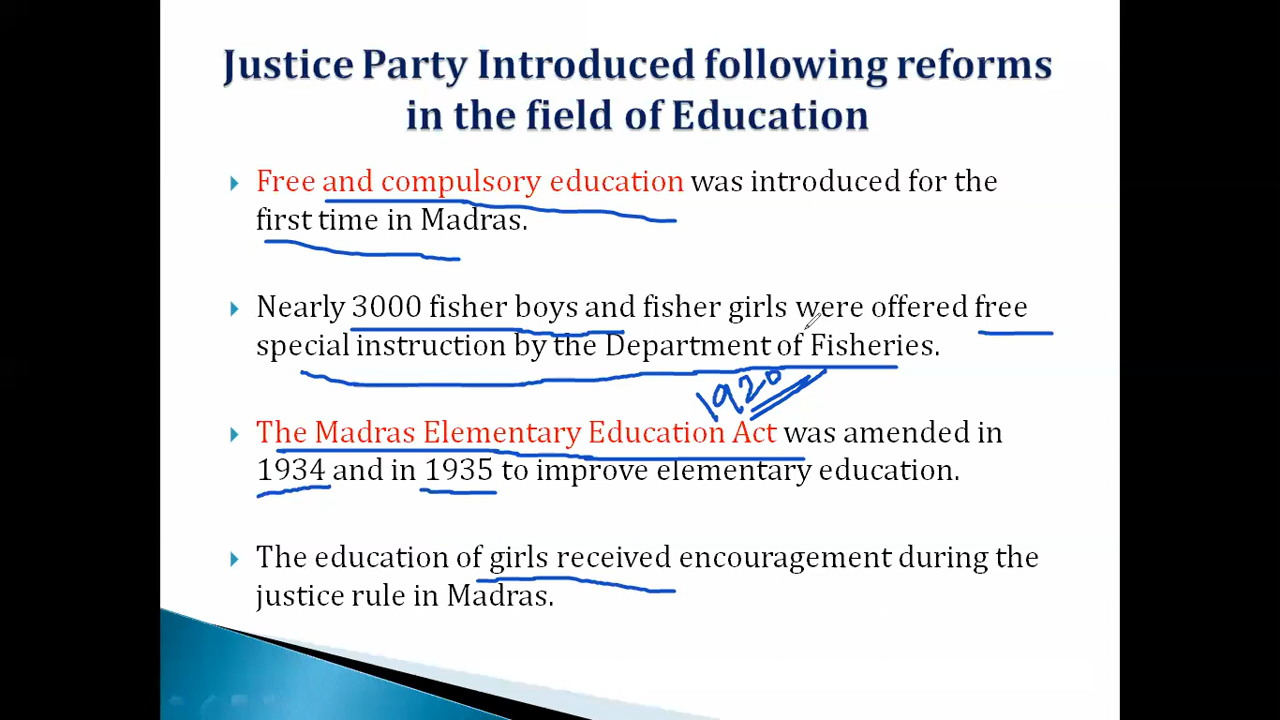 Justice Party Introduced following reforms
in the field of Education
Free and compulsory education was introduced for the
first time in Madras.
Nearly 3000 fisher boys and fisher girls were offered free
special instruction by the Department of Fisheries.
1920
The Madras Elementary Education Act was amended in
1934 and in 1935 to improve elementary education.
The education of girls received encouragement during the
justice rule in Madras.